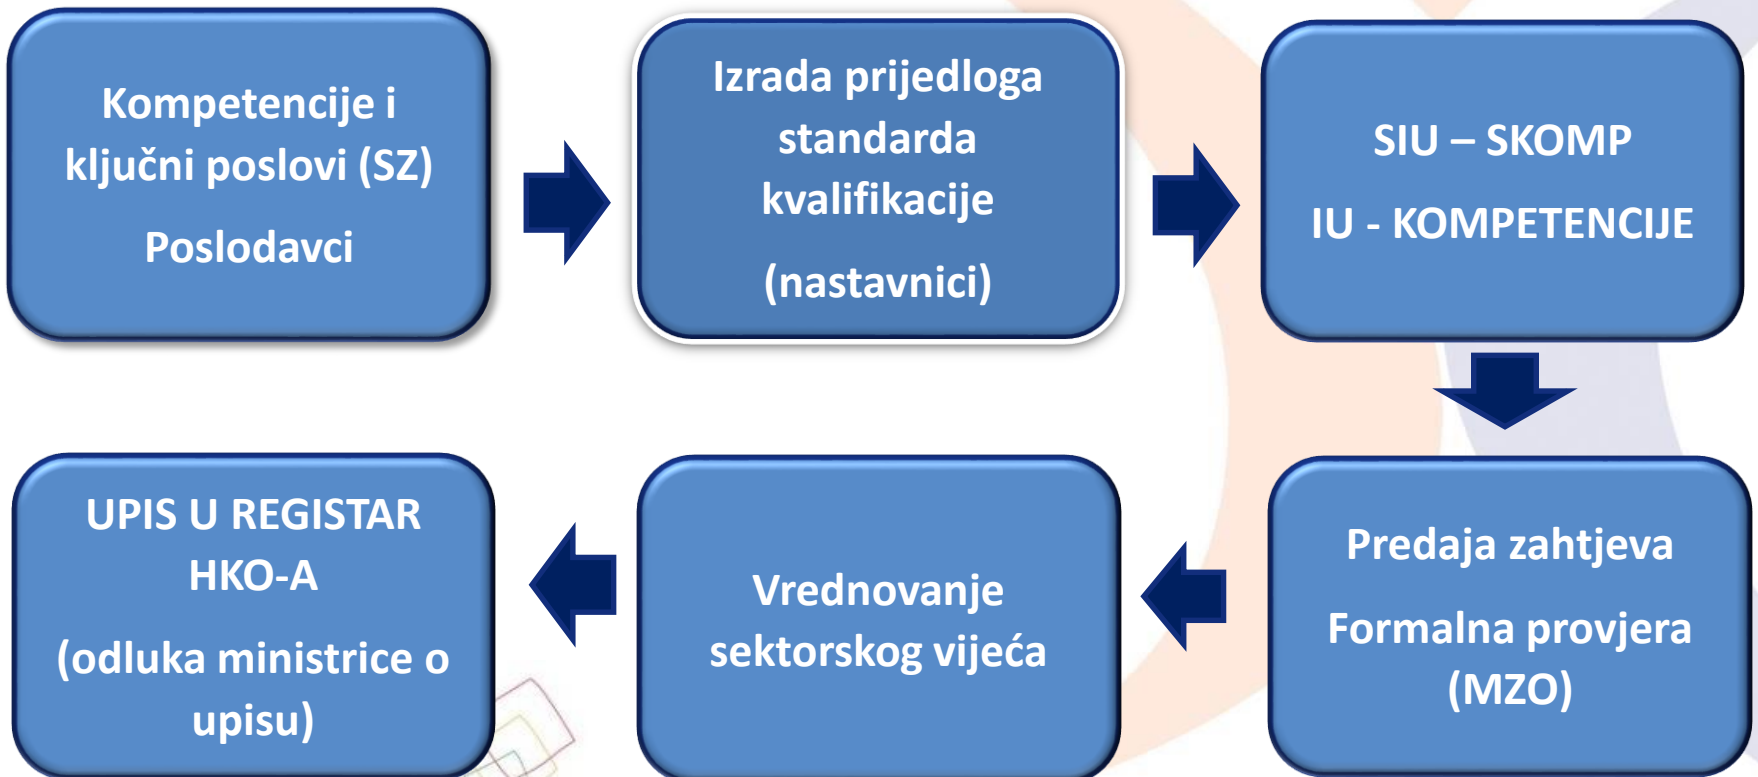 Kompetencije i
ključni poslovi (SZ)
Poslodavci
Izrada prijedloga
standarda
kvalifikacije
(nastavnici)
SIU – SKOMP
IU - KOMPETENCIJE
Predaja zahtjeva
Formalna provjera
(MZO)
Vrednovanje
sektorskog vijeća
UPIS U REGISTAR
HKO-A
(odluka ministrice o
upisu)